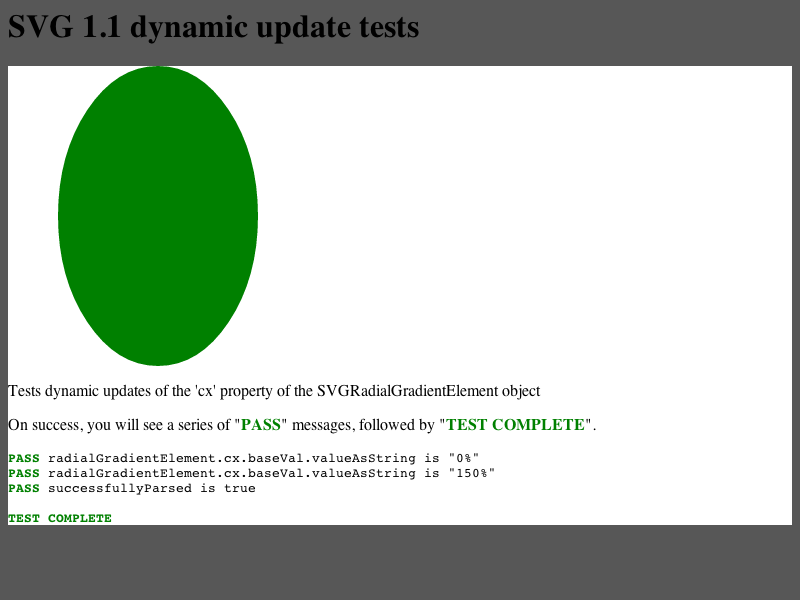 SVG 1.1 dynamic update tests
Tests dynamic updates of the 'cx' property of the SVGRadialGradientElement object
On success, you will see a series of "PASS" messages, followed by "TEST COMPLETE".
PASS radialGradientElement.cx.baseVal.valueAsString is "0%"
PASS radialGradientElement.cx.baseVal.valueAsString is "150%"
PASS successfullyParsed is true
TEST COMPLETE